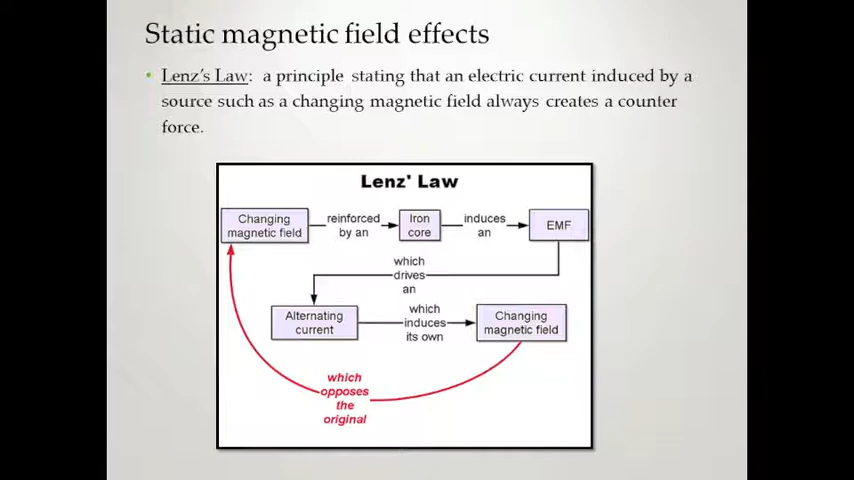 Static magnetic field effects
• Lenz's Law: a principle stating that an electric current induced by a
source such as a changing magnetic field always creates a counter
force.
Lenz' Law
Changing
magnetic field
reinforced
by an
Iron
core
induces
an
EMF
which
drives
an
Alternating
current
which
induces
its own
Changing
magnetic field
which
opposes
the
original